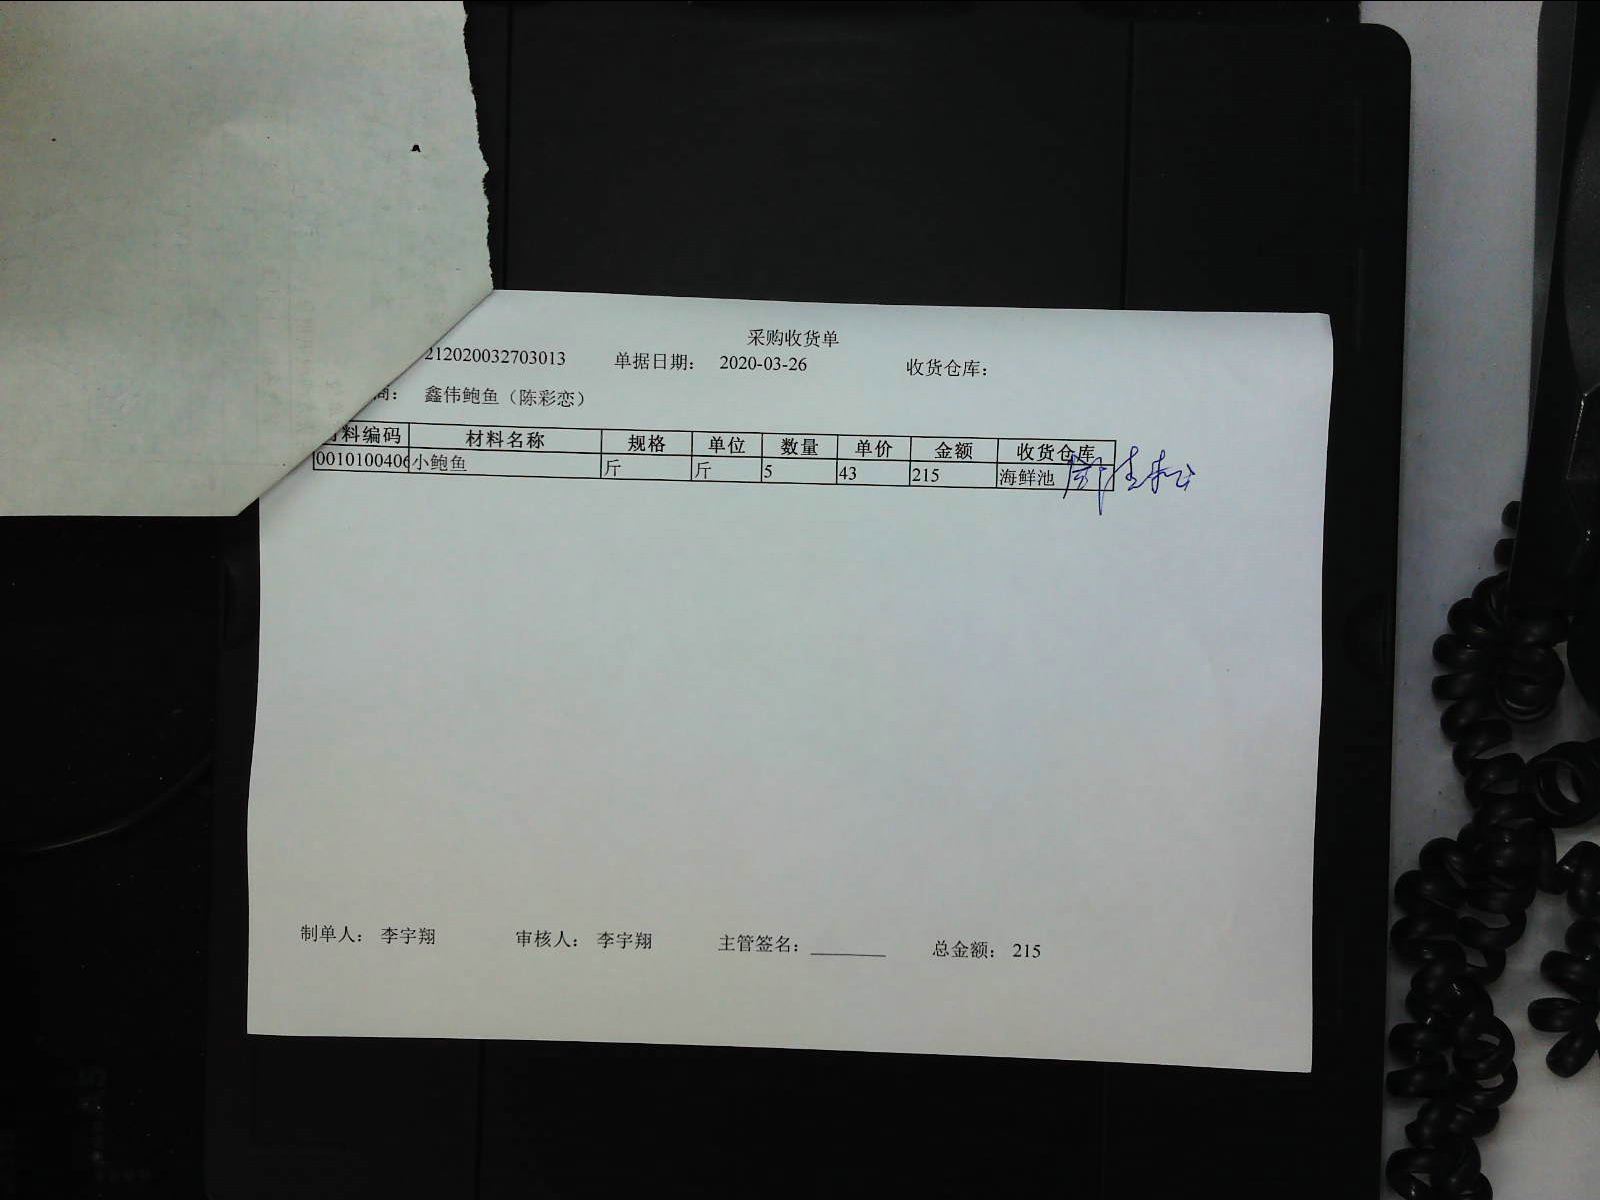 采购收货单
212020032703013 单据日期： 2020-03-26 收货仓库：
商： 鑫伟鲍鱼（陈彩恋）
材料编码 材料名称 规格 单位 数量 单价 金额 收货仓库
0010100406 小鲍鱼 斤 斤 5 43 215 海鲜池
制单人： 李宇翔 审核人： 李宇翔 主管签名： 总金额： 215